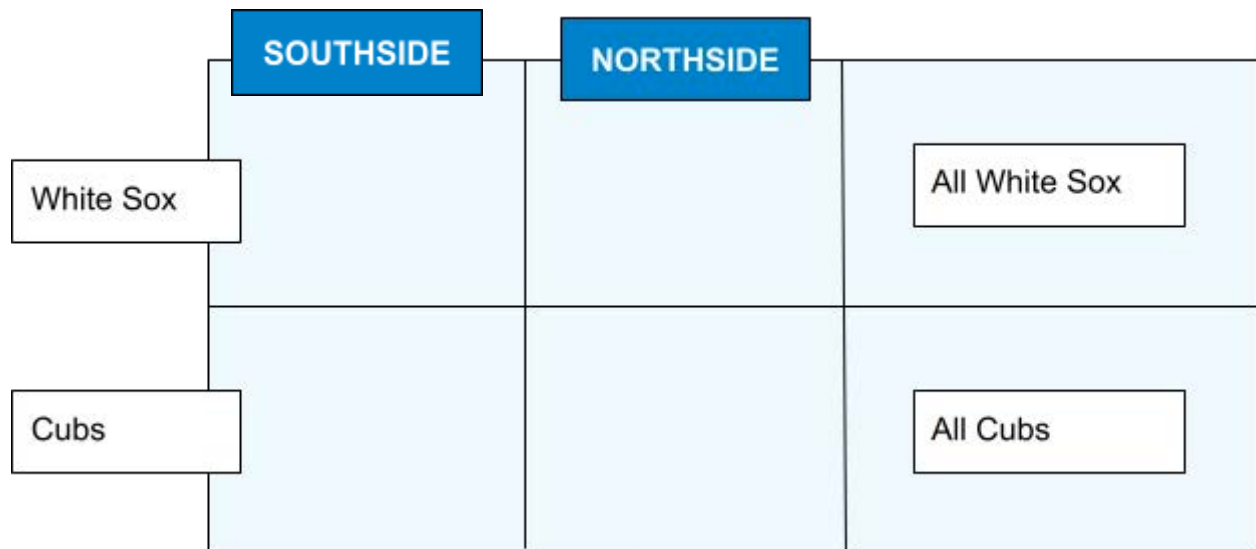 SOUTHSIDE
NORTHSIDE
White Sox
All White Sox
Cubs
All Cubs